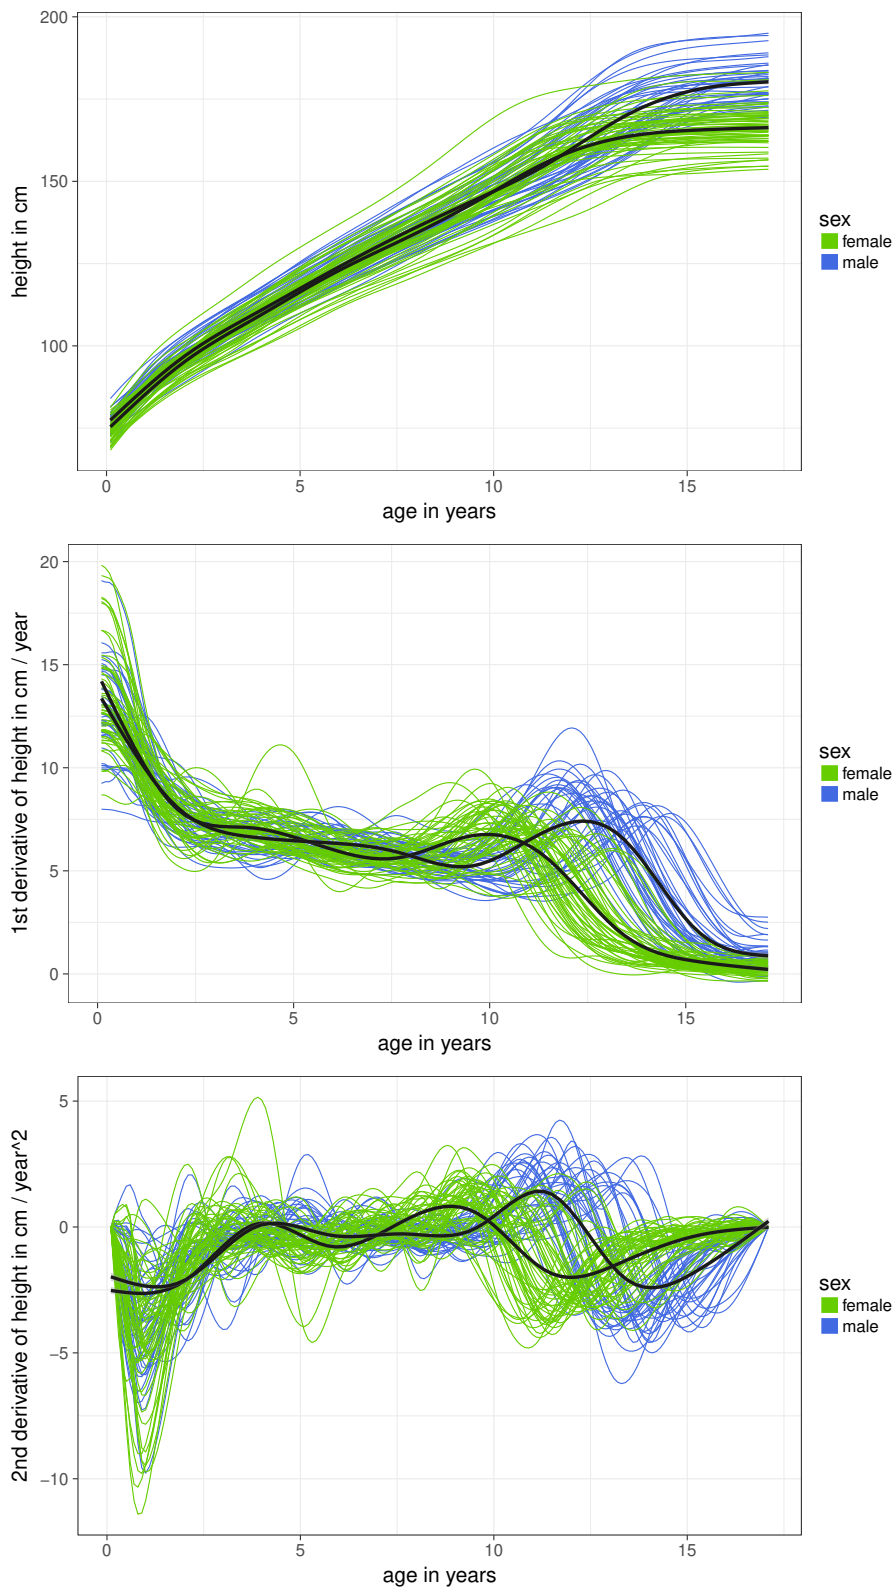 200
150
100
height in cm
0
5
10
15
age in years
sex
female
male
20
15
10
5
0
1st derivative of height in cm / year
0
5
10
15
age in years
sex
female
male
5
0
−5
−10
2nd derivative of height in cm / year^2
0
5
10
15
age in years
sex
female
male